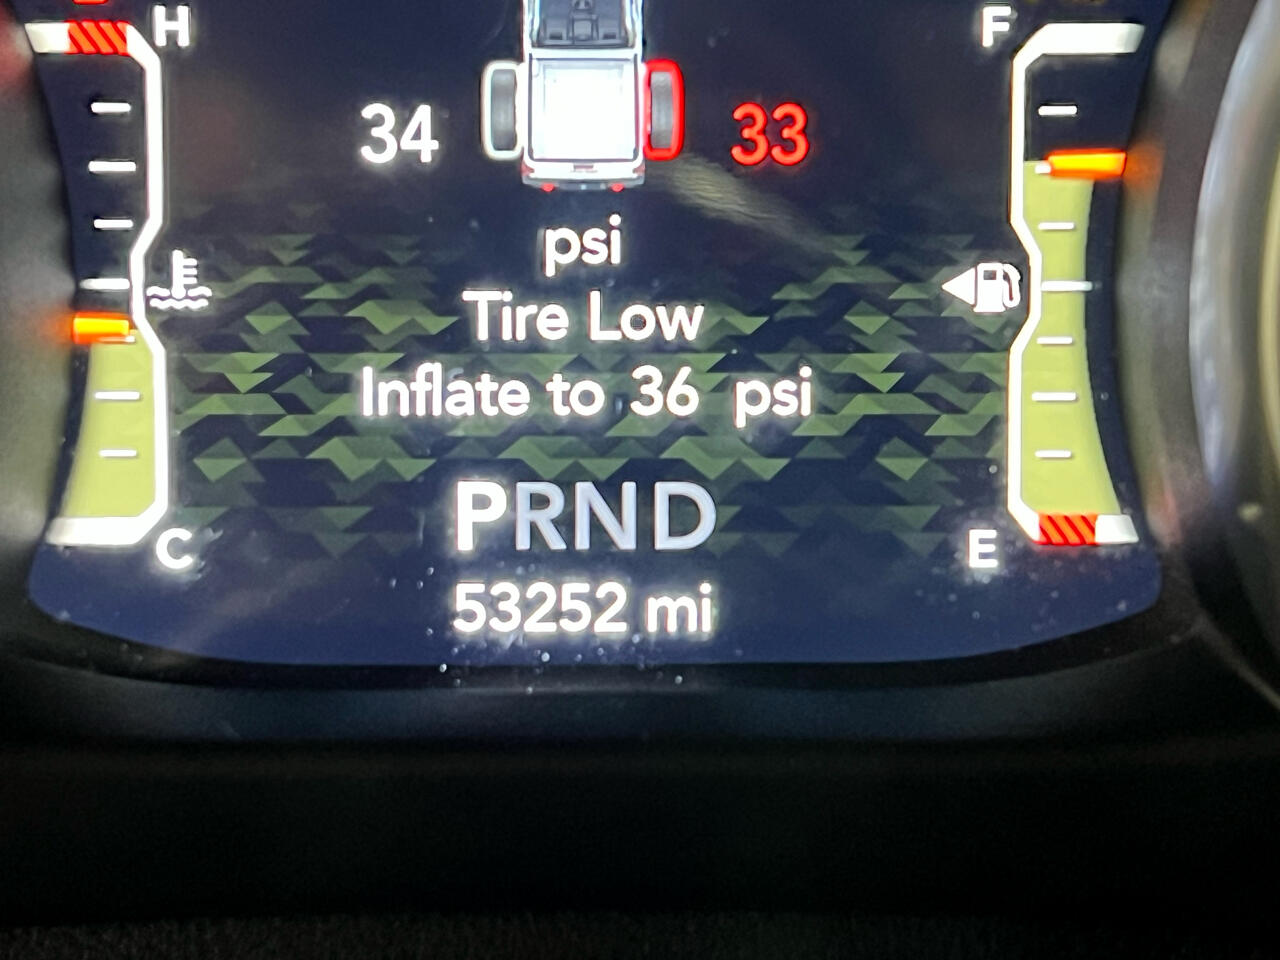 H F
34 33
psi
Tire Low
Inflate to 36 psi
PRND
C E
53252 mi